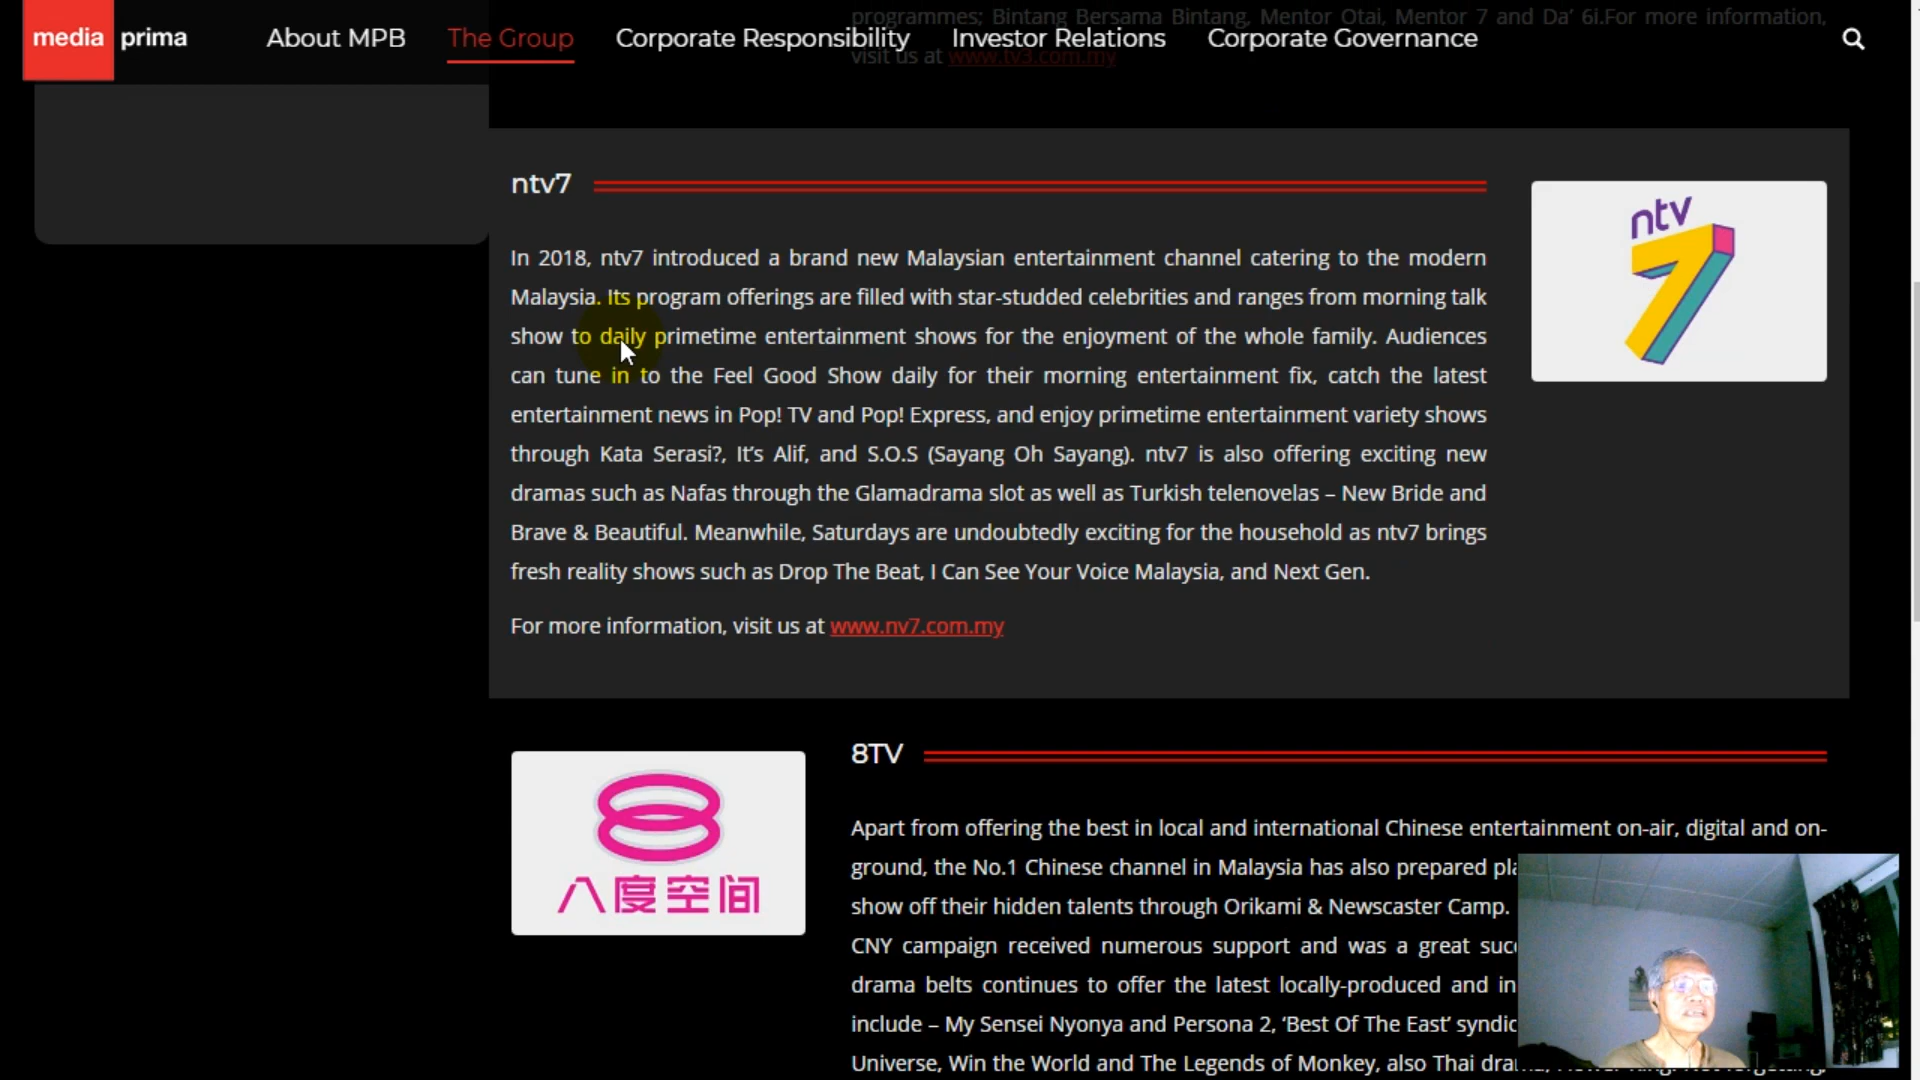 media prima
About MPB
The Group
Corporate Responsibility
Investor Relations
Corporate Governance
programmes; Bintang Bersama Bintang, Mentor Otai, Mentor 7 and Da’ 6i.For more information,
visit us at www.tv3.com.my
ntv7
ntv
7
In 2018, ntv7 introduced a brand new Malaysian entertainment channel catering to the modern
Malaysia. Its program offerings are filled with star-studded celebrities and ranges from morning talk
show to daily primetime entertainment shows for the enjoyment of the whole family. Audiences
can tune in to the Feel Good Show daily for their morning entertainment fix, catch the latest
entertainment news in Pop! TV and Pop! Express, and enjoy primetime entertainment variety shows
through Kata Serasi?, It’s Alif, and S.O.S (Sayang Oh Sayang). ntv7 is also offering exciting new
dramas such as Nafas through the Glamadrama slot as well as Turkish telenovelas – New Bride and
Brave & Beautiful. Meanwhile, Saturdays are undoubtedly exciting for the household as ntv7 brings
fresh reality shows such as Drop The Beat, I Can See Your Voice Malaysia, and Next Gen.
For more information, visit us at www.nv7.com.my
八度空间
8TV
Apart from offering the best in local and international Chinese entertainment on-air, digital and on-
ground, the No.1 Chinese channel in Malaysia has also prepared
show off their hidden talents through Orikami & Newscaster Camp.
CNY campaign received numerous support and was a great
drama belts continues to offer the latest locally-produced and
include – My Sensei Nyonya and Persona 2, ‘Best Of The East’
Universe, Win the World and The Legends of Monkey, also Thai